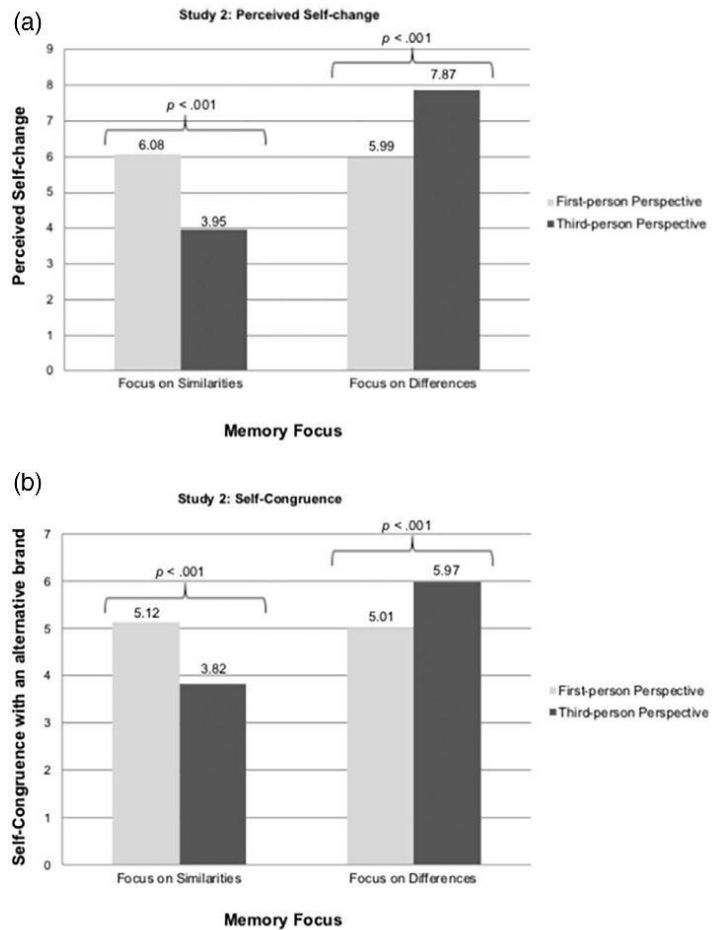 (a)
Study 2: Perceived Self-change
p < .001
p < .001
9
8
7
6
5
4
3
2
1
0
Perceived Self-change
6.08
3.95
5.99
7.87
First-person Perspective
Third-person Perspective
Focus on Similarities
Focus on Differences
Memory Focus
(b)
Study 2: Self-Congruence
p < .001
p < .001
7
6
5
4
3
2
1
0
Self-Congruence with an alternative brand
5.12
3.82
5.01
5.97
First-person Perspective
Third-person Perspective
Focus on Similarities
Focus on Differences
Memory Focus